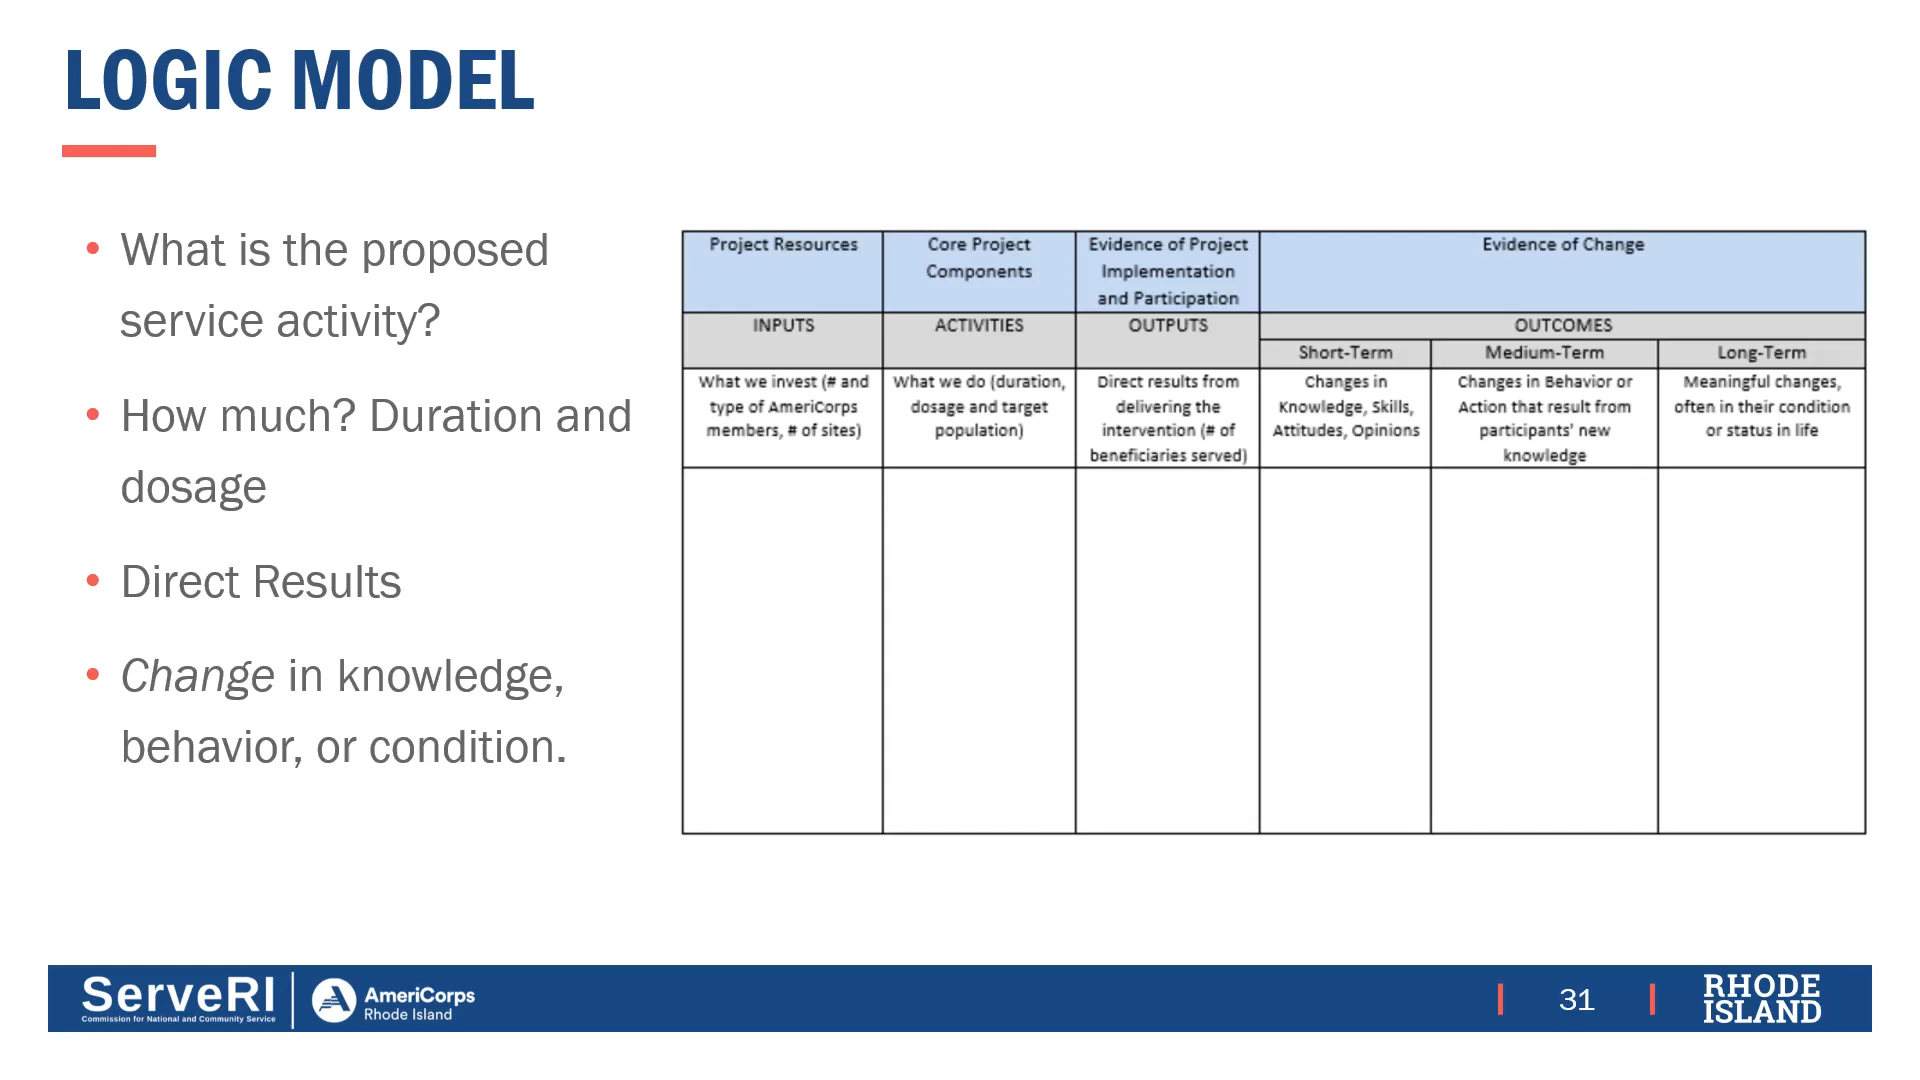 LOGIC MODEL
• What is the proposed
service activity?
• How much? Duration and
dosage
• Direct Results
• Change in knowledge,
behavior, or condition.
Project Resources
Core Project
Components
Evidence of Project
Implementation
and Participation
Evidence of Change
INPUTS
ACTIVITIES
OUTPUTS
OUTCOMES
Short-Term
Medium-Term
Long-Term
What we invest (# and
type of AmeriCorps
members, # of sites)
What we do (duration,
dosage and target
population)
Direct results from
delivering the
intervention (# of
beneficiaries served)
Changes in
Knowledge, Skills,
Attitudes, Opinions
Changes in Behavior or
Action that result from
participants' new
knowledge
Meaningful changes,
often in their condition
or status in life
ServeRI
Commission for National and Community Service
AmeriCorps
Rhode Island
31
RHODE
ISLAND